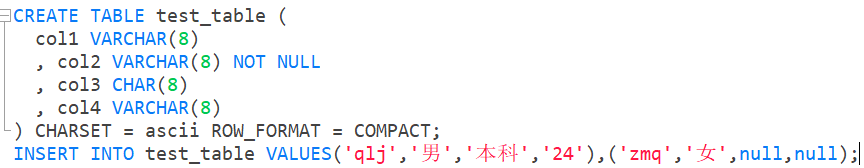 CREATE TABLE test_table (
col1 VARCHAR(8)
, col2 VARCHAR(8) NOT NULL
, col3 CHAR(8)
, col4 VARCHAR(8)
) CHARSET = ascii ROW_FORMAT = COMPACT;
INSERT INTO test_table VALUES('qlj','男','本科','24'),('zmq','女',null,null);